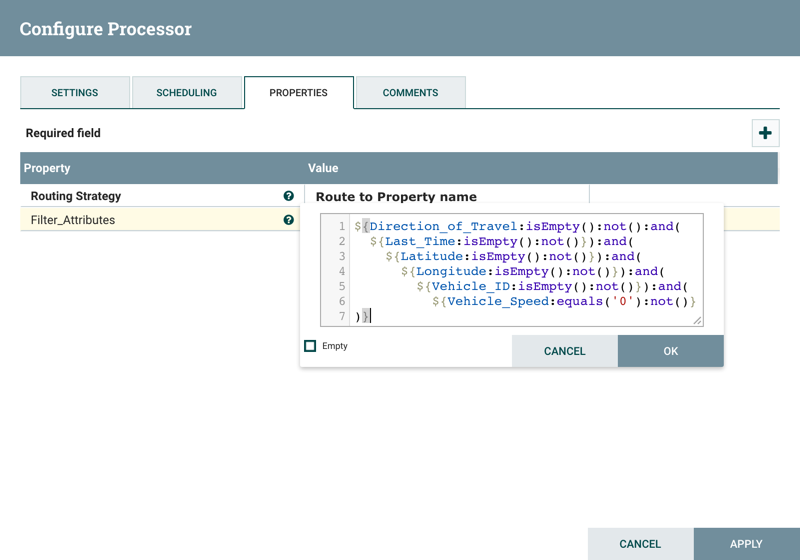 Configure Processor
SETTINGS
SCHEDULING
PROPERTIES
COMMENTS
Required field
Property
Value
Routing Strategy
Route to Property name
Filter_Attributes
1 ${Direction_of_Travel:isEmpty():not():and(
2 ${Last_Time:isEmpty():not()}):and(
3 ${Latitude:isEmpty():not()}):and(
4 ${Longitude:isEmpty():not()}):and(
5 ${Vehicle_ID:isEmpty():not()}):and(
6 ${Vehicle_Speed:equals('0'):not()}
7 )}
Empty
CANCEL
OK
CANCEL
APPLY